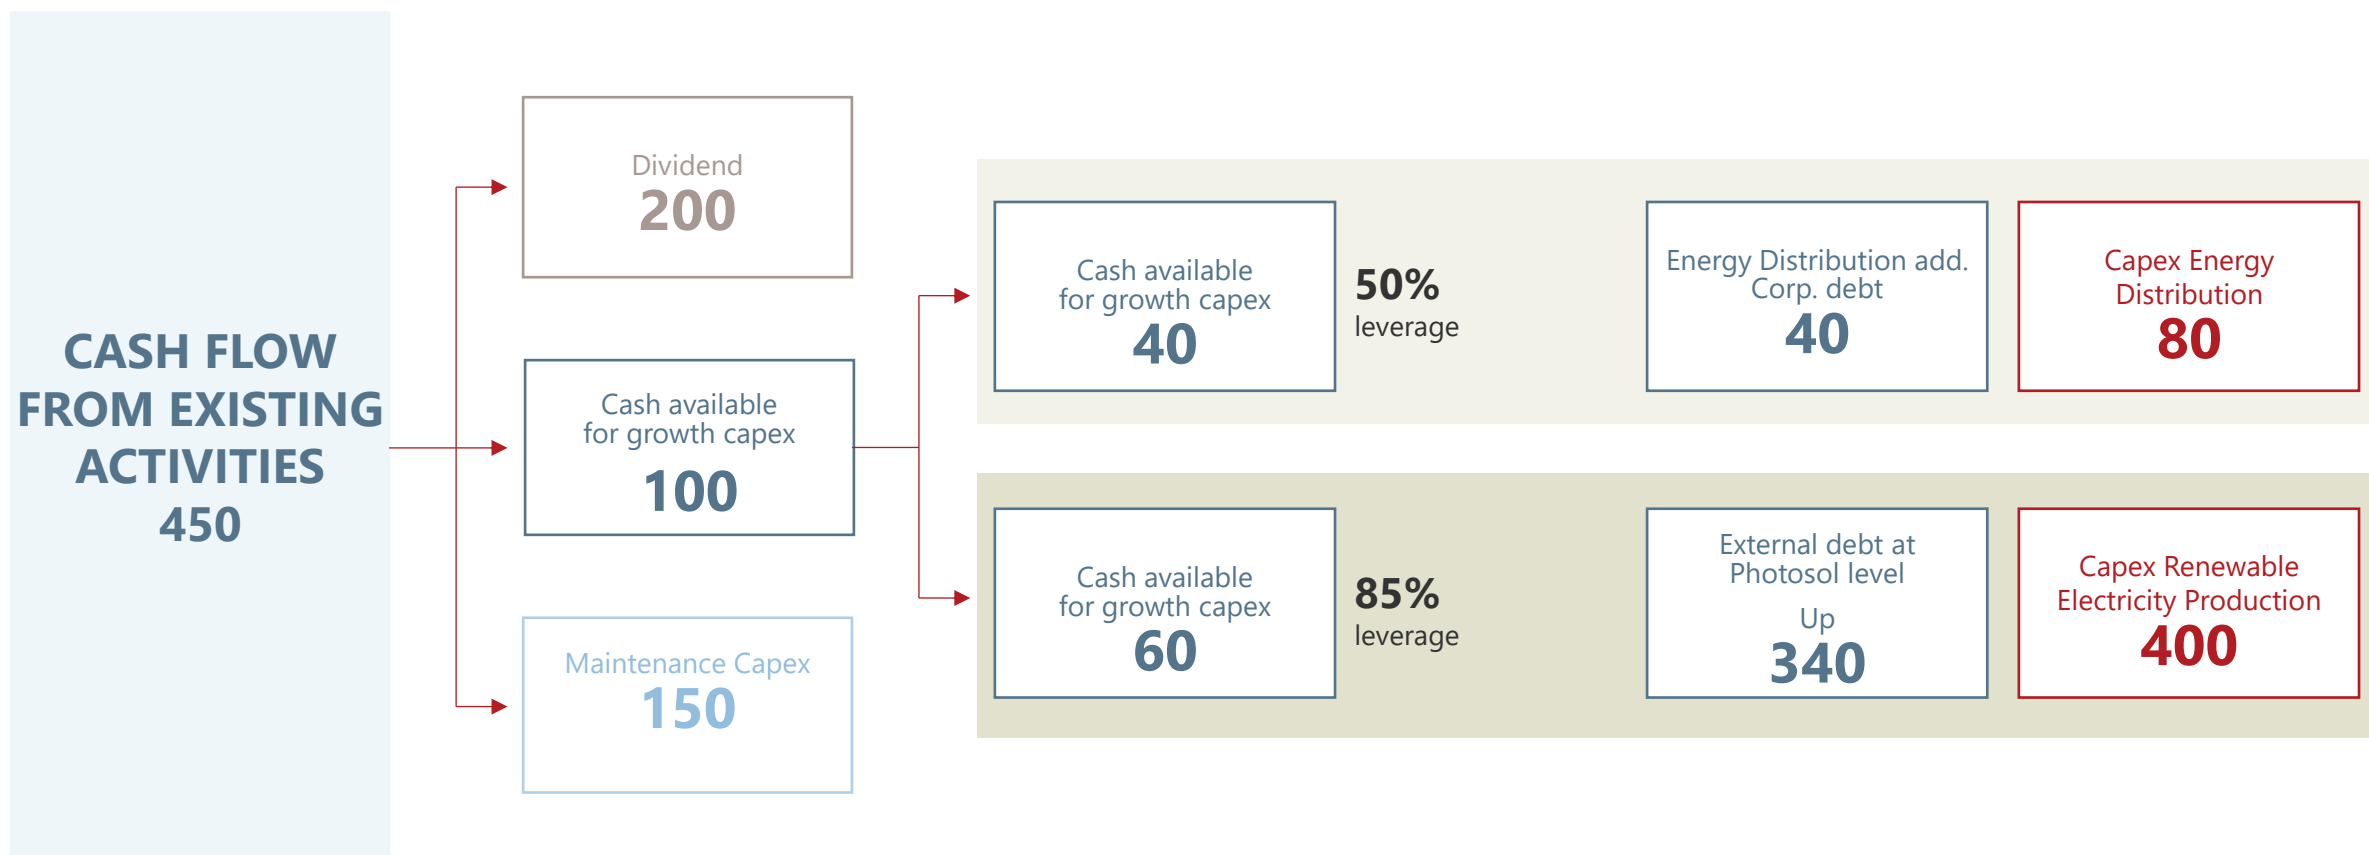 CASH FLOW
FROM EXISTING
ACTIVITIES
450
Dividend
200
Cash available
for growth capex
100
Maintenance Capex
150
Cash available
for growth capex
40
50%
leverage
Energy Distribution add.
Corp. debt
40
Capex Energy
Distribution
80
Cash available
for growth capex
60
85%
leverage
External debt at
Photosol level
Up
340
Capex Renewable
Electricity Production
400